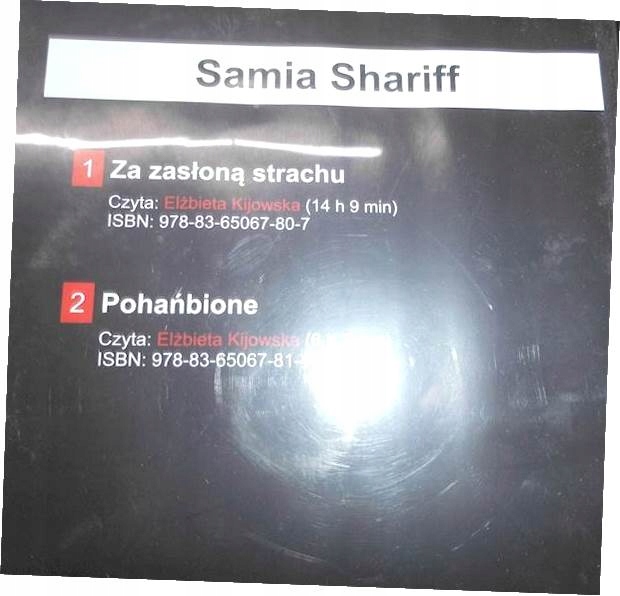 Samia Shariff
1 Za zasłoną strachu
Czyta: Elżbieta Kijowska (14 h 9 min)
ISBN: 978-83-65067-80-7
2 Pohańbione
Czyta: Elżbieta Kijowska
ISBN: 978-83-65067-81-